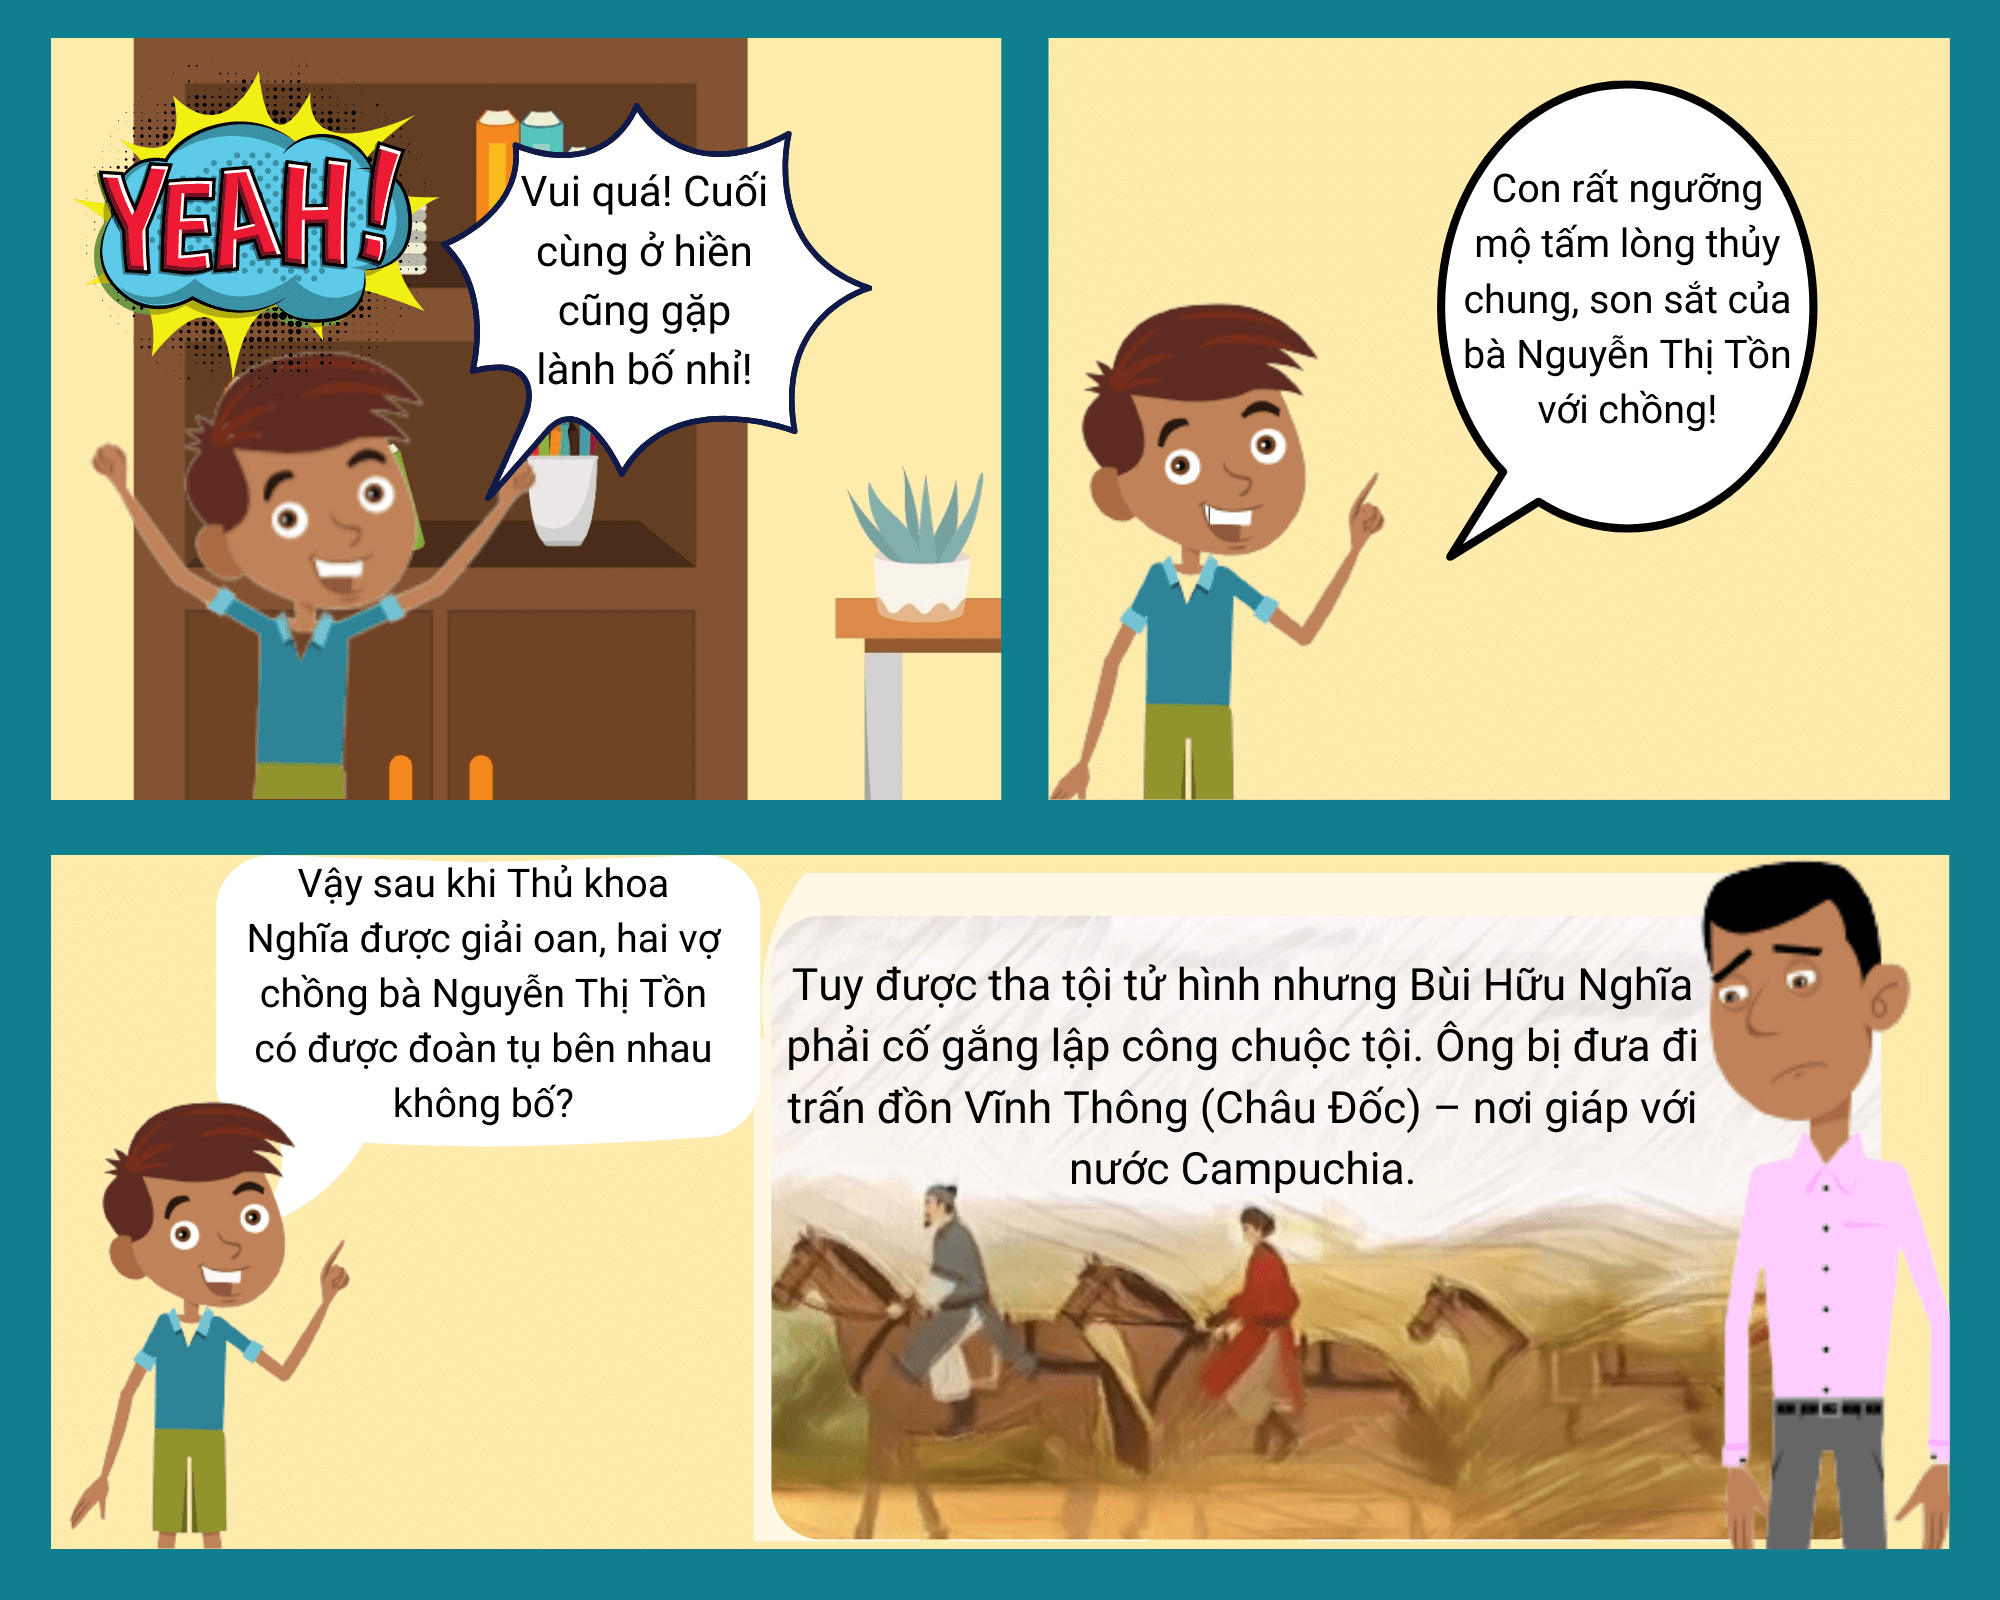 YEAH!
Vui quá! Cuối
cùng ở hiền
cũng gặp
lành bố nhỉ!
Con rất ngưỡng
mộ tấm lòng thủy
chung, son sắt của
bà Nguyễn Thị Tồn
với chồng!
Vậy sau khi Thủ khoa
Nghĩa được giải oan, hai vợ
chồng bà Nguyễn Thị Tồn
có được đoàn tụ bên nhau
không bố?
Tuy được tha tội tử hình nhưng Bùi Hữu Nghĩa
phải cố gắng lập công chuộc tội. Ông bị đưa đi
trấn đồn Vĩnh Thông (Châu Đốc) – nơi giáp với
nước Campuchia.